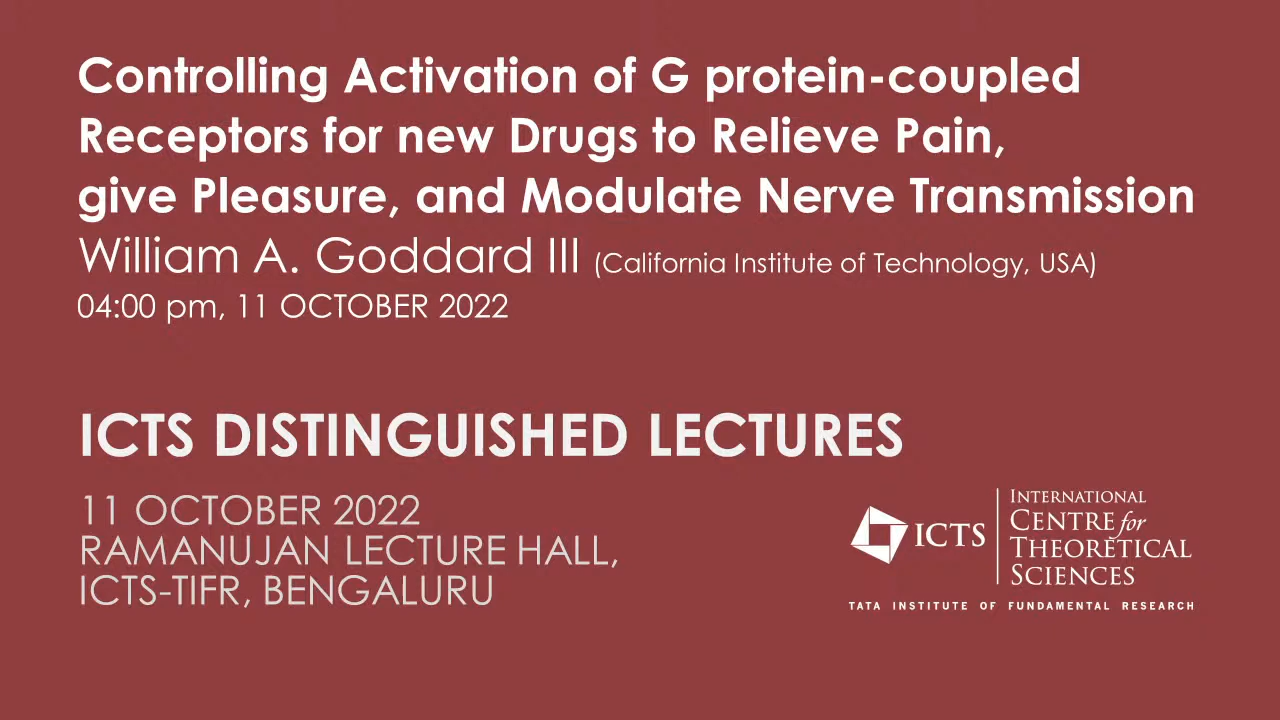 Controlling Activation of G protein-coupled
Receptors for new Drugs to Relieve Pain,
give Pleasure, and Modulate Nerve Transmission
William A. Goddard III (California Institute of Technology, USA)
04:00 pm, 11 OCTOBER 2022
ICTS DISTINGUISHED LECTURES
11 OCTOBER 2022
RAMANUJAN LECTURE HALL,
ICTS-TIFR, BENGALURU
ICTS
INTERNATIONAL
CENTRE for
THEORETICAL
SCIENCES
TATA INSTITUTE OF FUNDAMENTAL RESEARCH